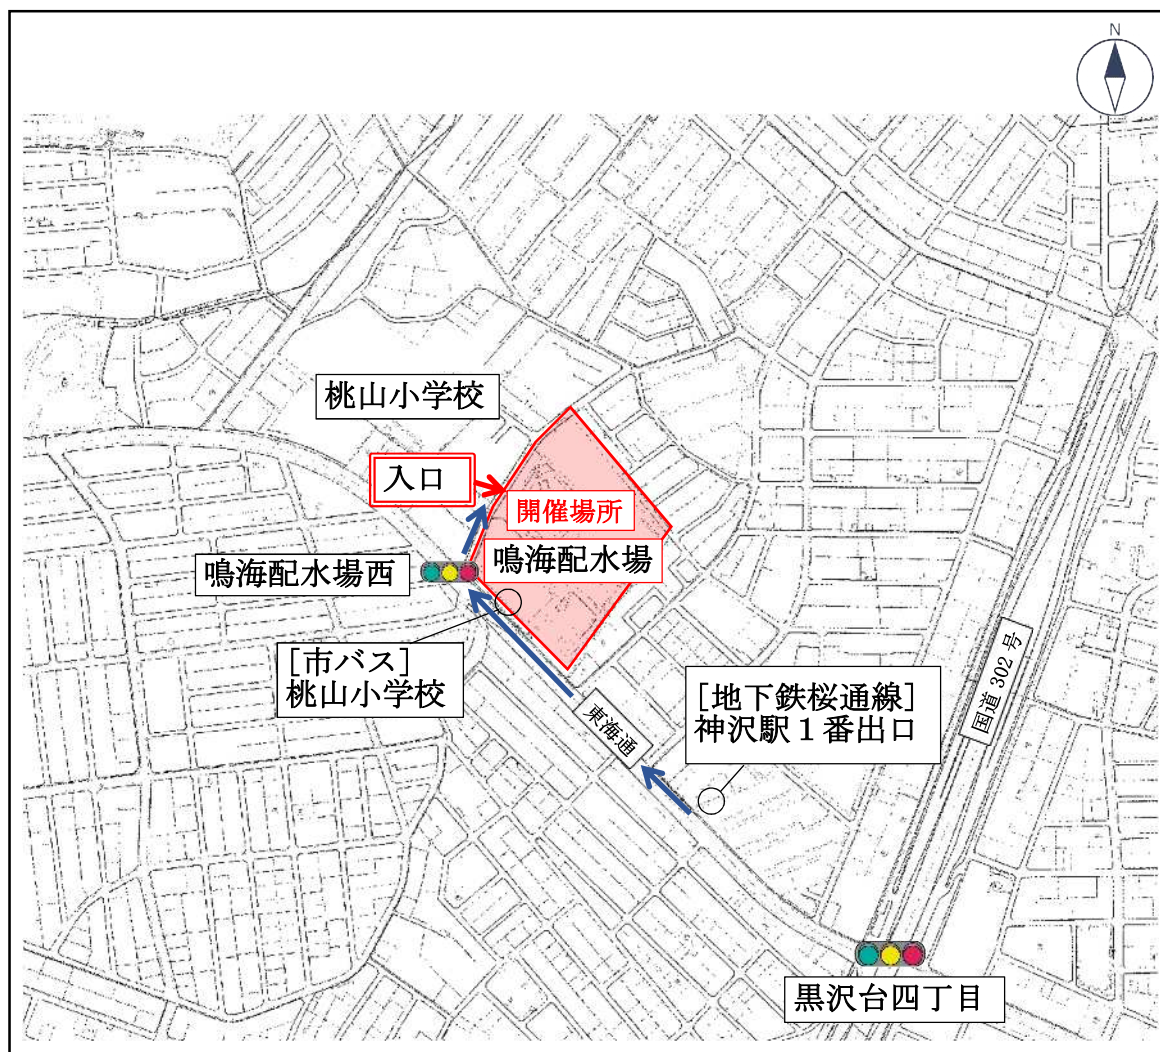 N
桃山小学校
入口
開催場所
鳴海配水場
鳴海配水場西
[市バス]
桃山小学校
[地下鉄桜通線]
神沢駅1番出口
東海通
国道302号
黒沢台四丁目